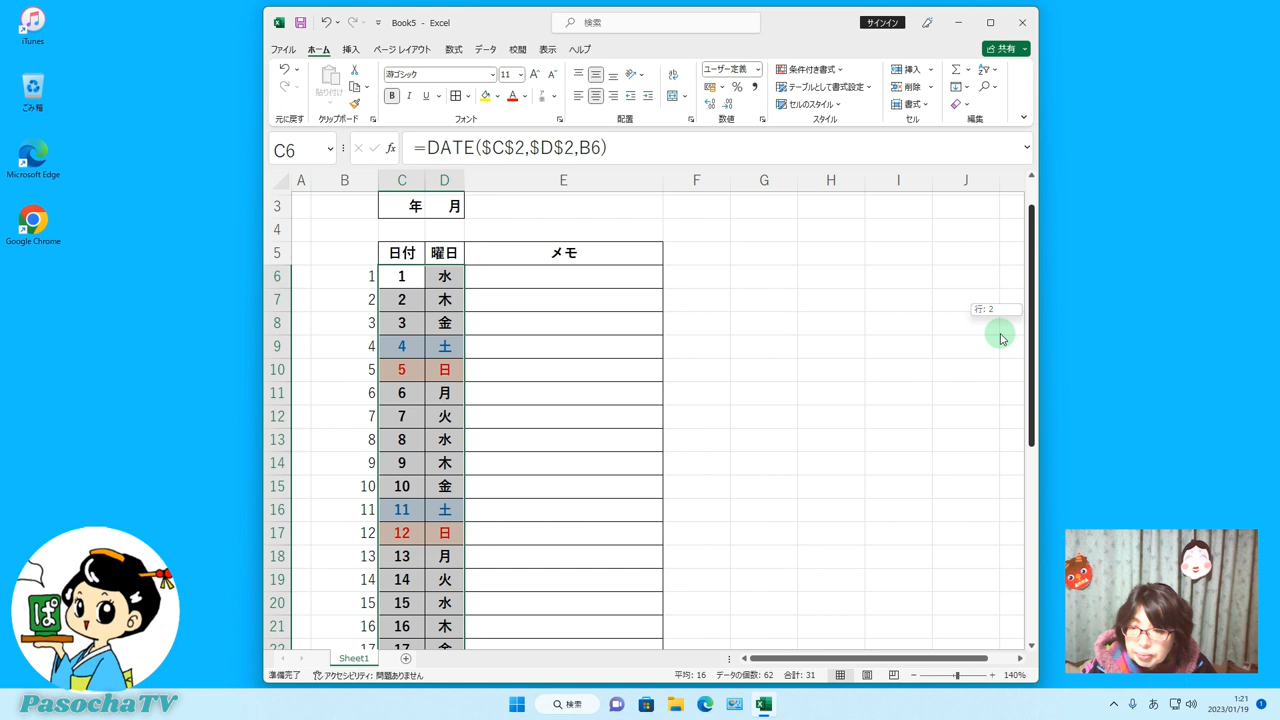 iTunes
ごみ箱
Microsoft Edge
Google Chrome
Book5 - Excel
検索
サインイン
ファイル ホーム 挿入 ページ レイアウト 数式 データ 校閲 表示 ヘルプ
共有
元に戻す
貼り付け
クリップボード
游ゴシック 11
B I U
フォント
配置
ユーザー定義
数値
条件付き書式
テーブルとして書式設定
セルのスタイル
スタイル
挿入
削除
書式
セル
編集
C6 fx =DATE($C$2,$D$2,B6)
A B C D E F G H I J
3 年 月
4
5 日付 曜日 メモ
6 1 1 水
7 2 2 木
8 3 3 金
9 4 4 土
10 5 5 日
11 6 6 月
12 7 7 火
13 8 8 水
14 9 9 木
15 10 10 金
16 11 11 土
17 12 12 日
18 13 13 月
19 14 14 火
20 15 15 水
21 16 16 木
22 17 17 金
行: 2
Sheet1
準備完了 アクセシビリティ: 問題ありません 平均: 16 データの個数: 62 合計: 31 140%
ぱ
PasochaTV
検索
あ
1:21
2023/01/19